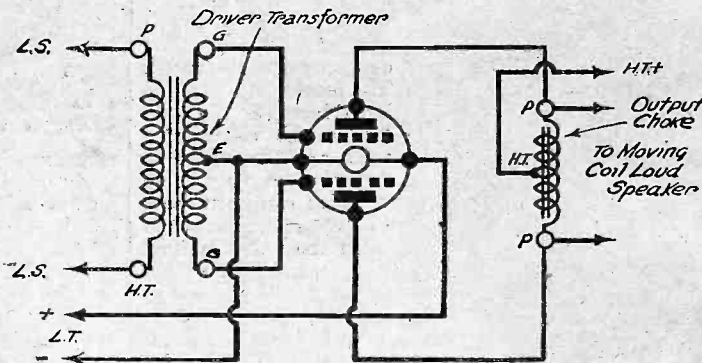 Driver Transformer
L.S.
P
G
H.T.+
P
Output
Choke
E
H.T.
To Moving
Coil Loud
Speaker
P
-L.S.
G
H.T.
+
L.T.
-